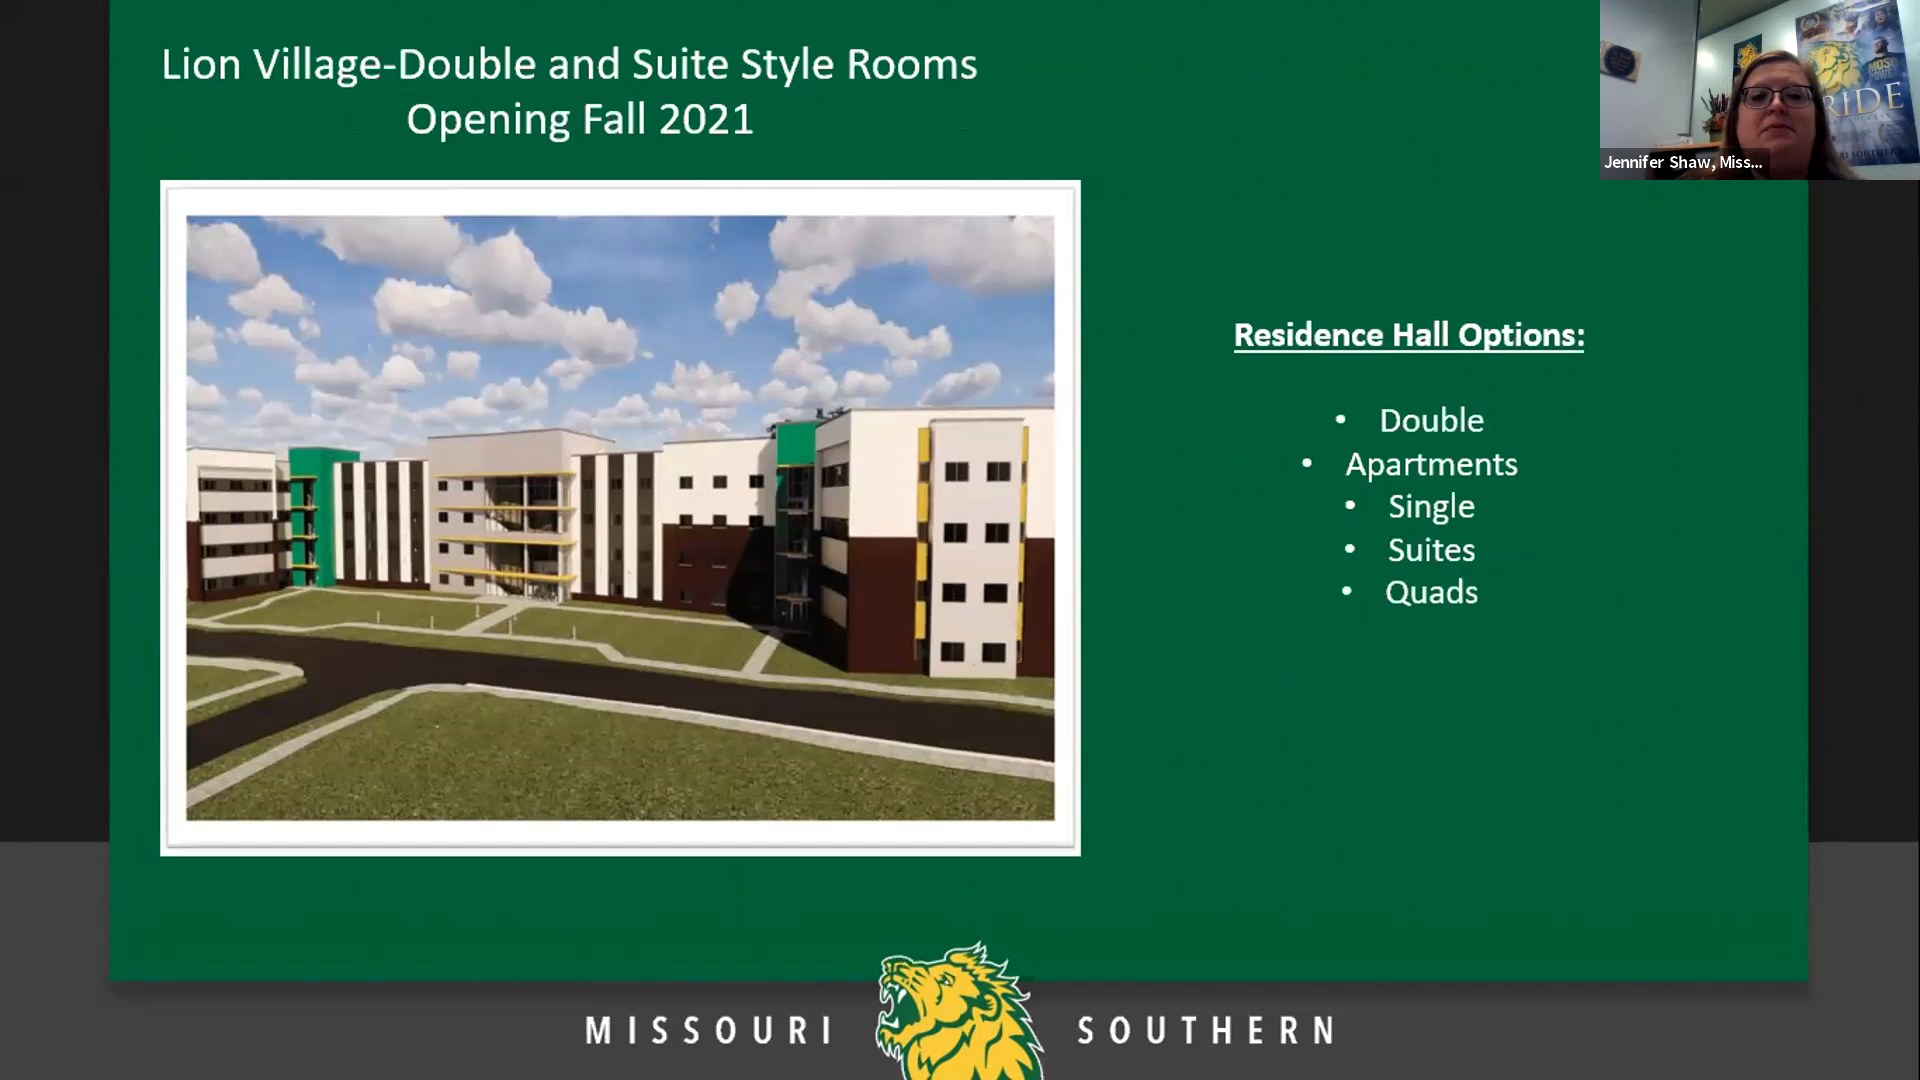 Lion Village-Double and Suite Style Rooms
Opening Fall 2021
Residence Hall Options:
• Double
• Apartments
• Single
• Suites
• Quads
RIDE
Jennifer Shaw, Miss...
MISSOURI SOUTHERN